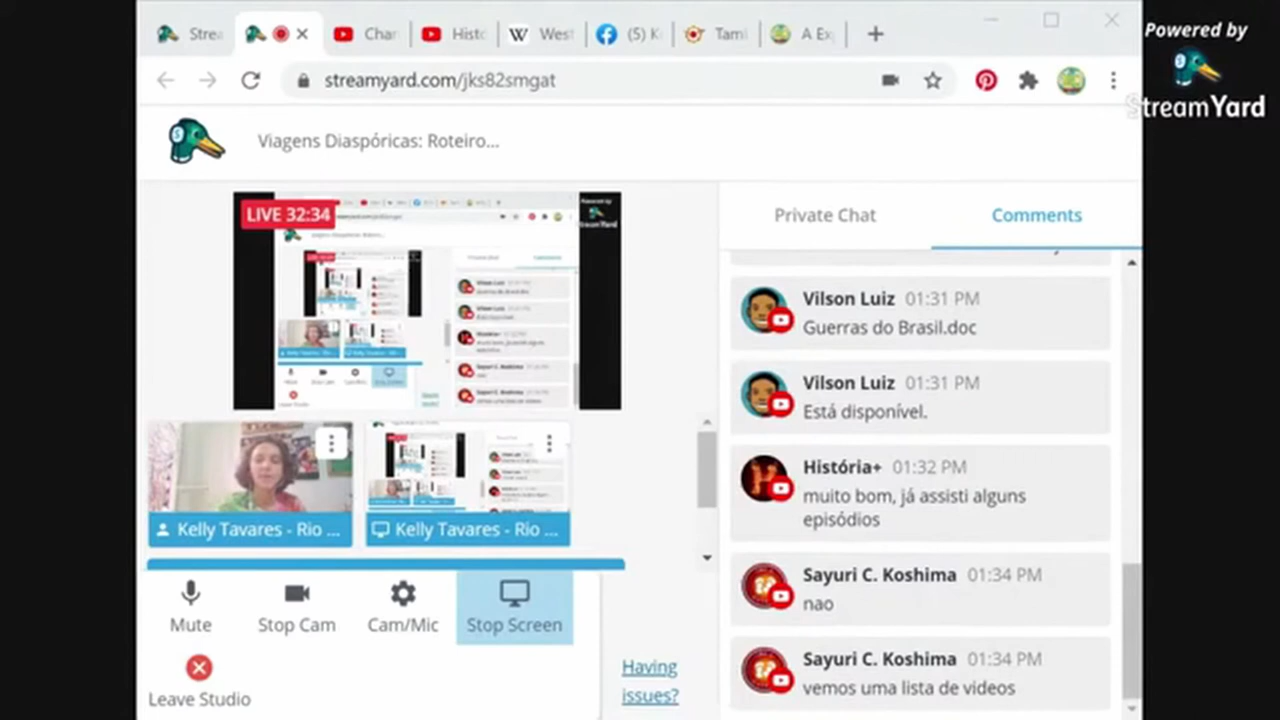 Strea
Char
Histo
West
(5) K
Taml
A Exp
streamyard.com/jks82smgat
Powered by
StreamYard
Viagens Diaspóricas: Roteiro...
LIVE 32:34
Private Chat
Comments
Vilson Luiz 01:31 PM
Guerras do Brasil.doc
Vilson Luiz 01:31 PM
Está disponível.
História+ 01:32 PM
muito bom, já assisti alguns
episódios
Sayuri C. Koshima 01:34 PM
nao
Sayuri C. Koshima 01:34 PM
vemos uma lista de videos
Kelly Tavares - Rio ...
Kelly Tavares - Rio ...
Mute
Stop Cam
Cam/Mic
Stop Screen
Leave Studio
Having
issues?